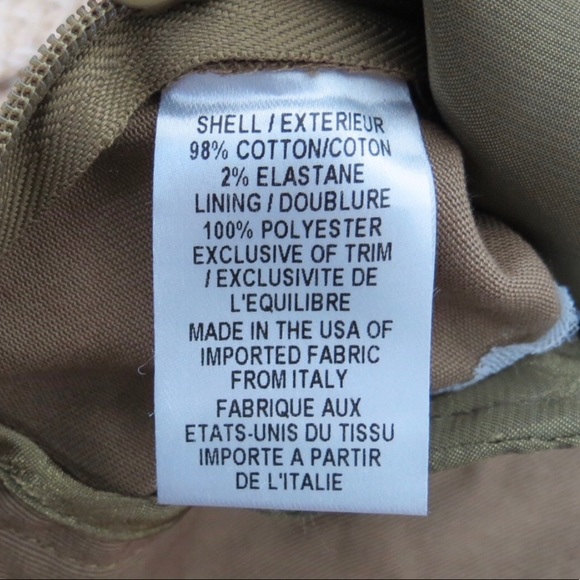 SHELL / EXTERIEUR
98% COTTON/COTON
2% ELASTANE
LINING / DOUBLURE
100% POLYESTER
EXCLUSIVE OF TRIM
/ EXCLUSIVITE DE
L'EQUILIBRE
MADE IN THE USA OF
IMPORTED FABRIC
FROM ITALY
FABRIQUE AUX
ETATS-UNIS DU TISSU
IMPORTE A PARTIR
DE L'ITALIE